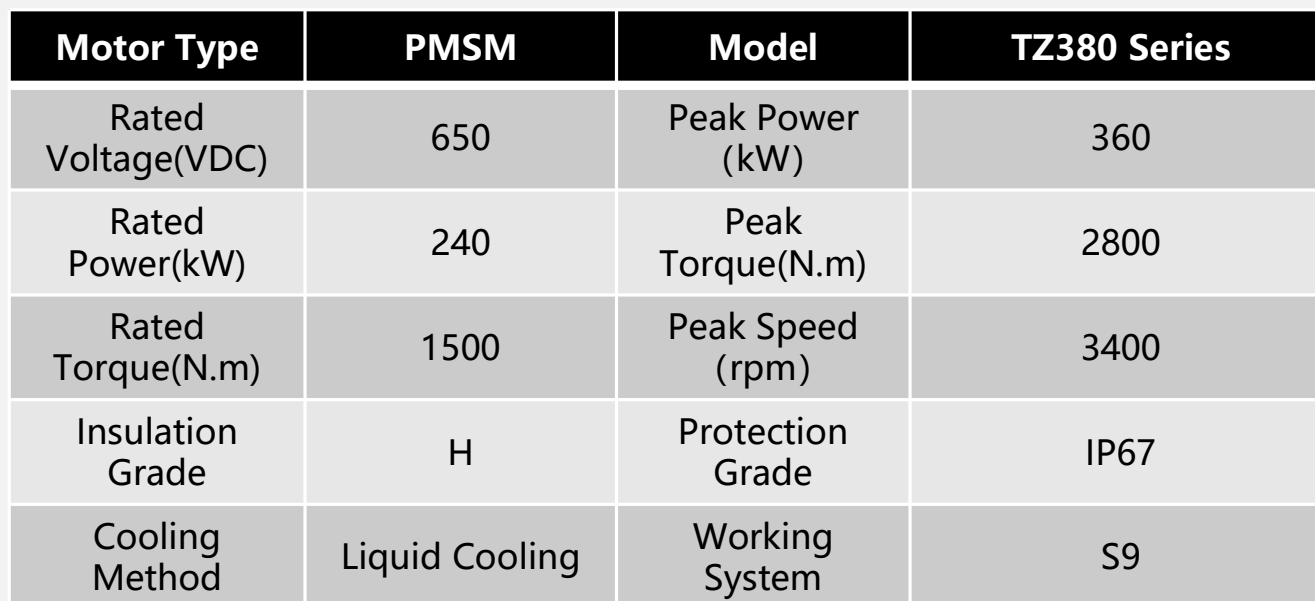 Motor Type PMSM Model TZ380 Series
Rated
Voltage(VDC)
650
Peak Power
（kW）
360
Rated
Power(kW)
240
Peak
Torque(N.m)
2800
Rated
Torque(N.m)
1500
Peak Speed
（rpm）
3400
Insulation
Grade
H
Protection
Grade
IP67
Cooling
Method
Liquid Cooling
Working
System
S9